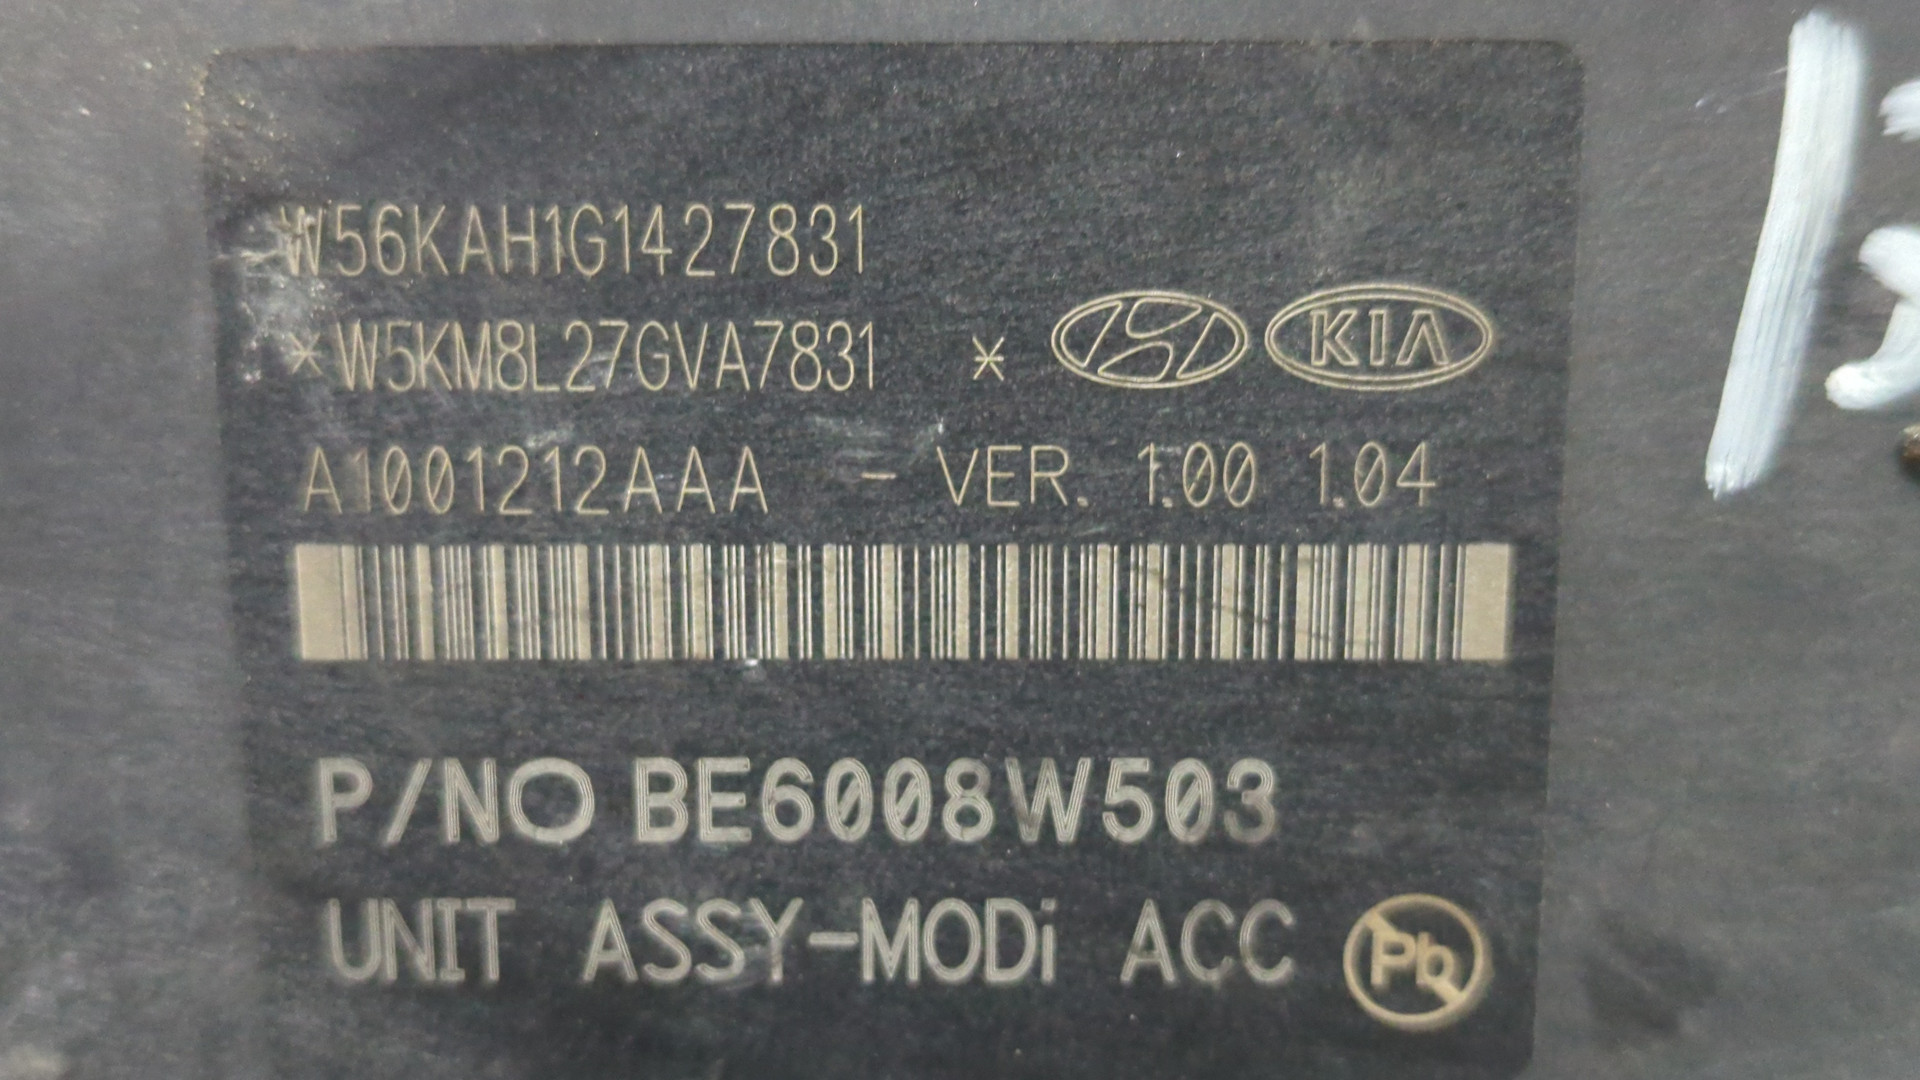 W56KAH1G1427831
*W5KM8L27GVA7831 *
KIA
A1001212AAA - VER. 1.00 1.04
P/NO BE6008W503
UNIT ASSY-MODi ACC
Pb